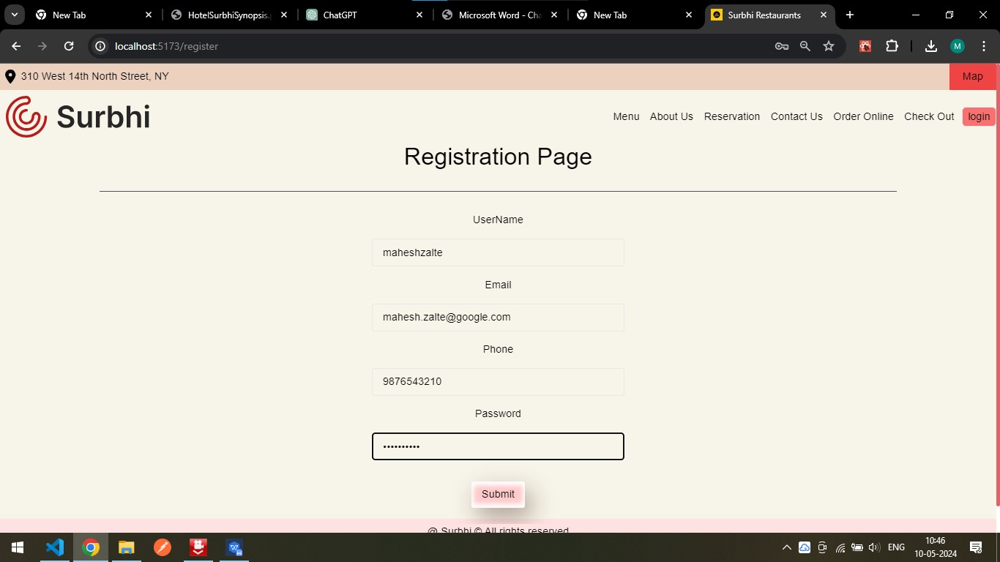 New Tab
HotelSurbhiSynopsis.
ChatGPT
Microsoft Word - Cha
New Tab
Surbhi Restaurants
localhost:5173/register
M
310 West 14th North Street, NY
Map
Surbhi
Menu
About Us
Reservation
Contact Us
Order Online
Check Out
login
Registration Page
UserName
maheshzalte
Email
mahesh.zalte@google.com
Phone
9876543210
Password
••••••••••
Submit
@ Surbhi © All rights reserved
ENG
10:46
10-05-2024